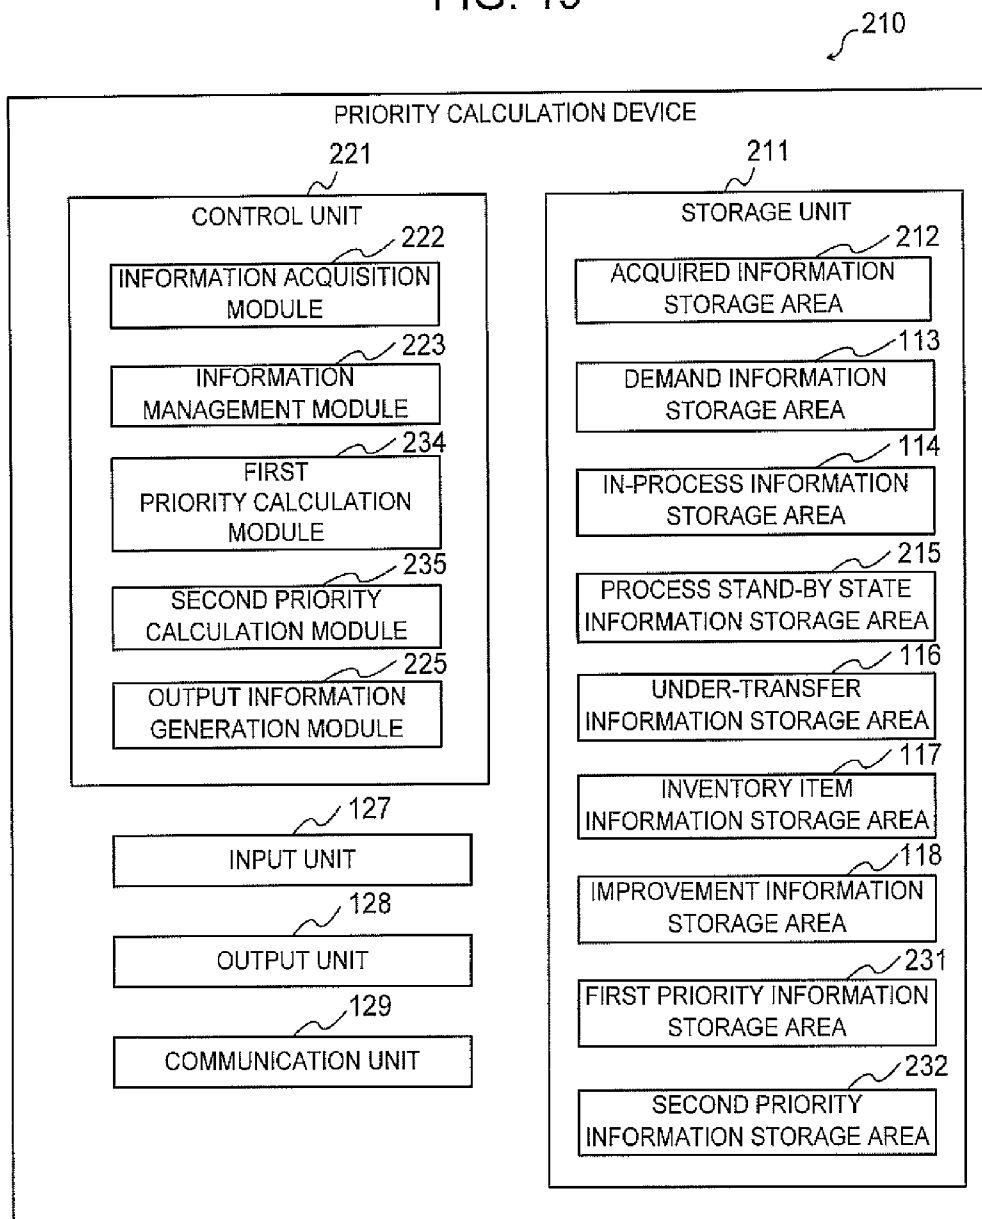 210
PRIORITY CALCULATION DEVICE
221
CONTROL UNIT
222
INFORMATION ACQUISITION
MODULE
223
INFORMATION
MANAGEMENT MODULE
234
FIRST
PRIORITY CALCULATION
MODULE
235
SECOND PRIORITY
CALCULATION MODULE
225
OUTPUT INFORMATION
GENERATION MODULE
127
INPUT UNIT
128
OUTPUT UNIT
129
COMMUNICATION UNIT
211
STORAGE UNIT
212
ACQUIRED INFORMATION
STORAGE AREA
113
DEMAND INFORMATION
STORAGE AREA
114
IN-PROCESS INFORMATION
STORAGE AREA
215
PROCESS STAND-BY STATE
INFORMATION STORAGE AREA
116
UNDER-TRANSFER
INFORMATION STORAGE AREA
117
INVENTORY ITEM
INFORMATION STORAGE AREA
118
IMPROVEMENT INFORMATION
STORAGE AREA
231
FIRST PRIORITY INFORMATION
STORAGE AREA
232
SECOND PRIORITY
INFORMATION STORAGE AREA